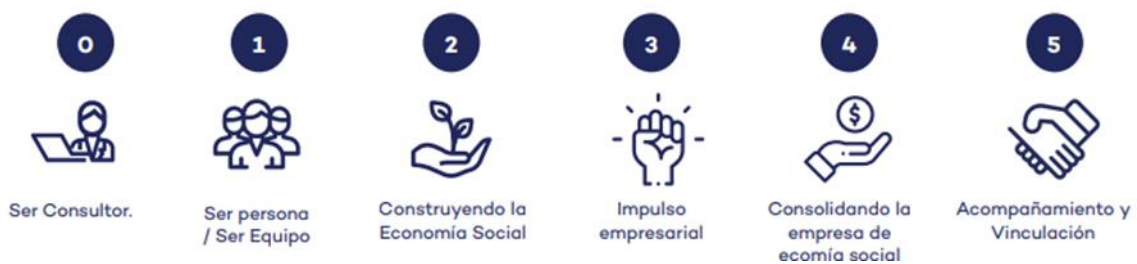 0
1
2
3
4
5
$
Ser Consultor.
Ser persona
/ Ser Equipo
Construyendo la
Economía Social
Impulso
empresarial
Consolidando la
empresa de
ecomía social
Acompañamiento y
Vinculación